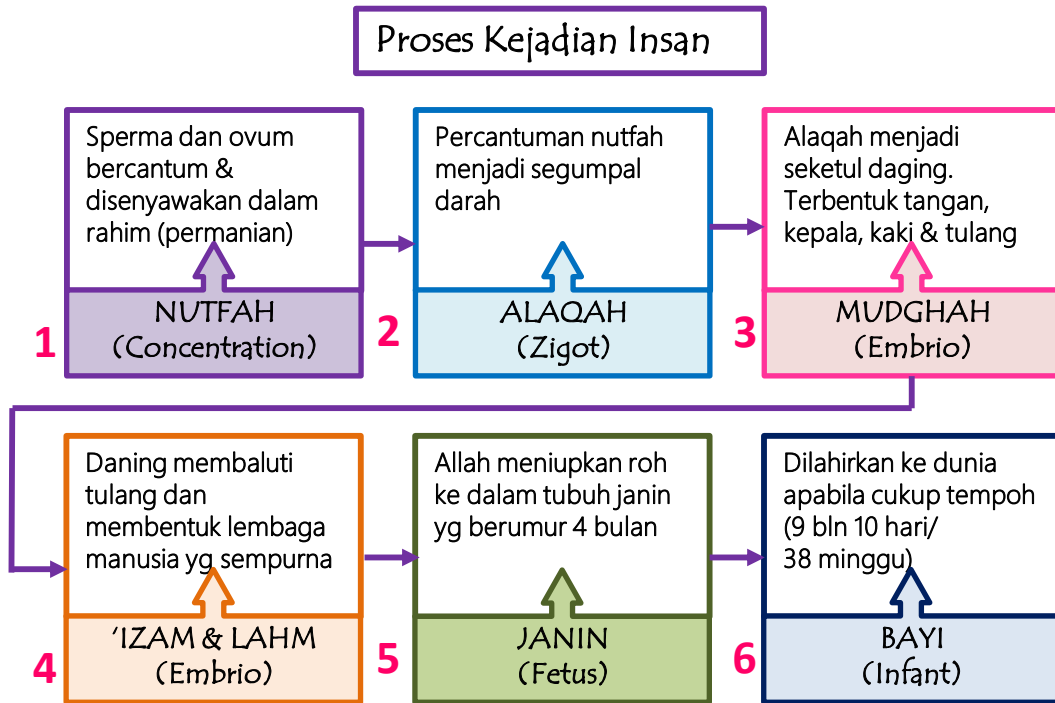 Proses Kejadian Insan
Sperma dan ovum
bercantum &
disenyawakan dalam
rahim (permanian)
NUTFAH
(Concentration)
1
Percantuman nutfah
menjadi segumpal
darah
ALAQAH
(Zigot)
2
Alaqah menjadi
seketul daging.
Terbentuk tangan,
kepala, kaki & tulang
MUDGHAH
(Embrio)
3
Daning membaluti
tulang dan
membentuk lembaga
manusia yg sempurna
‘IZAM & LAHM
(Embrio)
4
Allah meniupkan roh
ke dalam tubuh janin
yg berumur 4 bulan
JANIN
(Fetus)
5
Dilahirkan ke dunia
apabila cukup tempoh
(9 bln 10 hari/
38 minggu)
BAYI
(Infant)
6